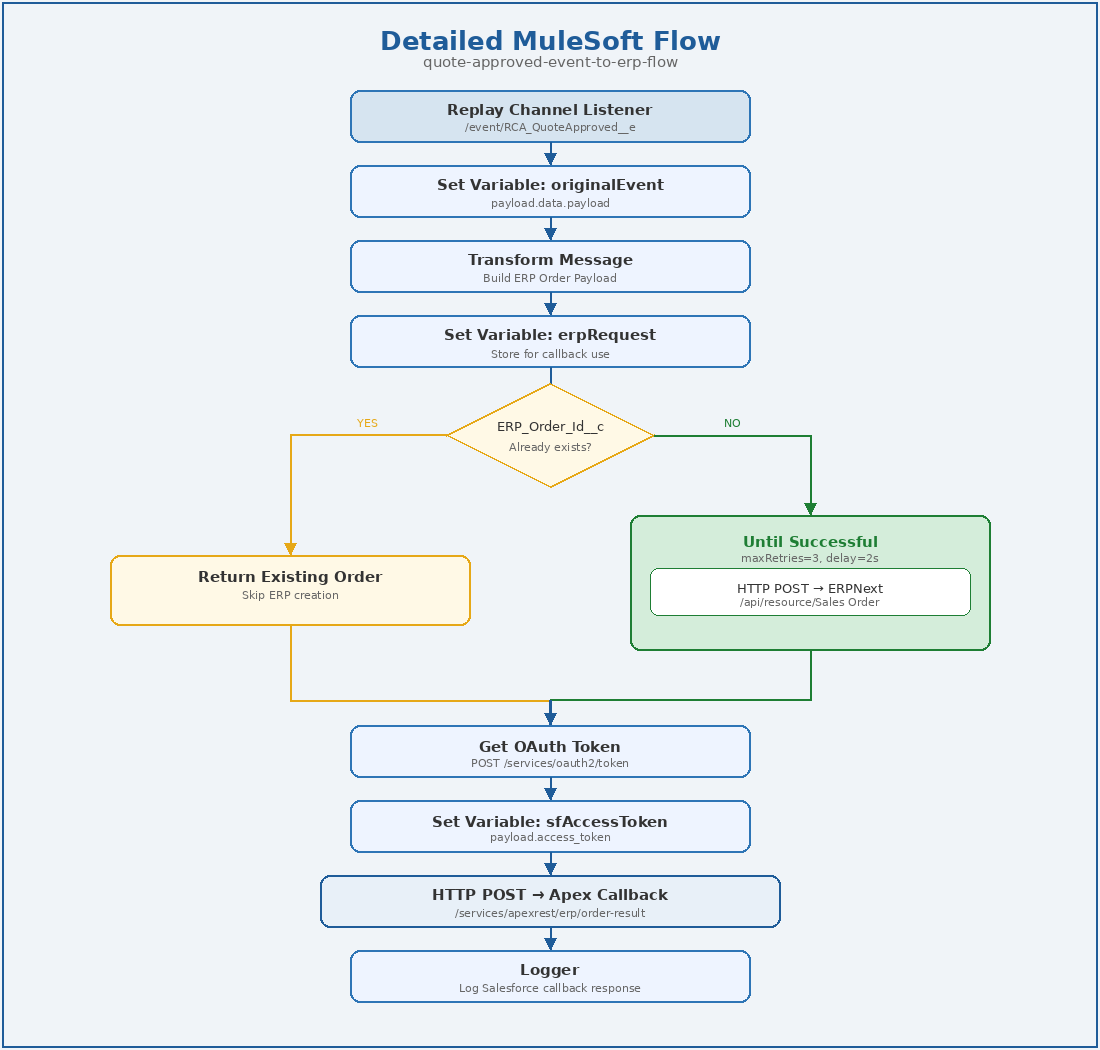 Detailed MuleSoft Flow
quote-approved-event-to-erp-flow
Replay Channel Listener
/event/RCA_QuoteApproved__e
Set Variable: originalEvent
payload.data.payload
Transform Message
Build ERP Order Payload
Set Variable: erpRequest
Store for callback use
ERP_Order_Id__c
Already exists?
YES
NO
Return Existing Order
Skip ERP creation
Until Successful
maxRetries=3, delay=2s
HTTP POST → ERPNext
/api/resource/Sales Order
Get OAuth Token
POST /services/oauth2/token
Set Variable: sfAccessToken
payload.access_token
HTTP POST → Apex Callback
/services/apexrest/erp/order-result
Logger
Log Salesforce callback response